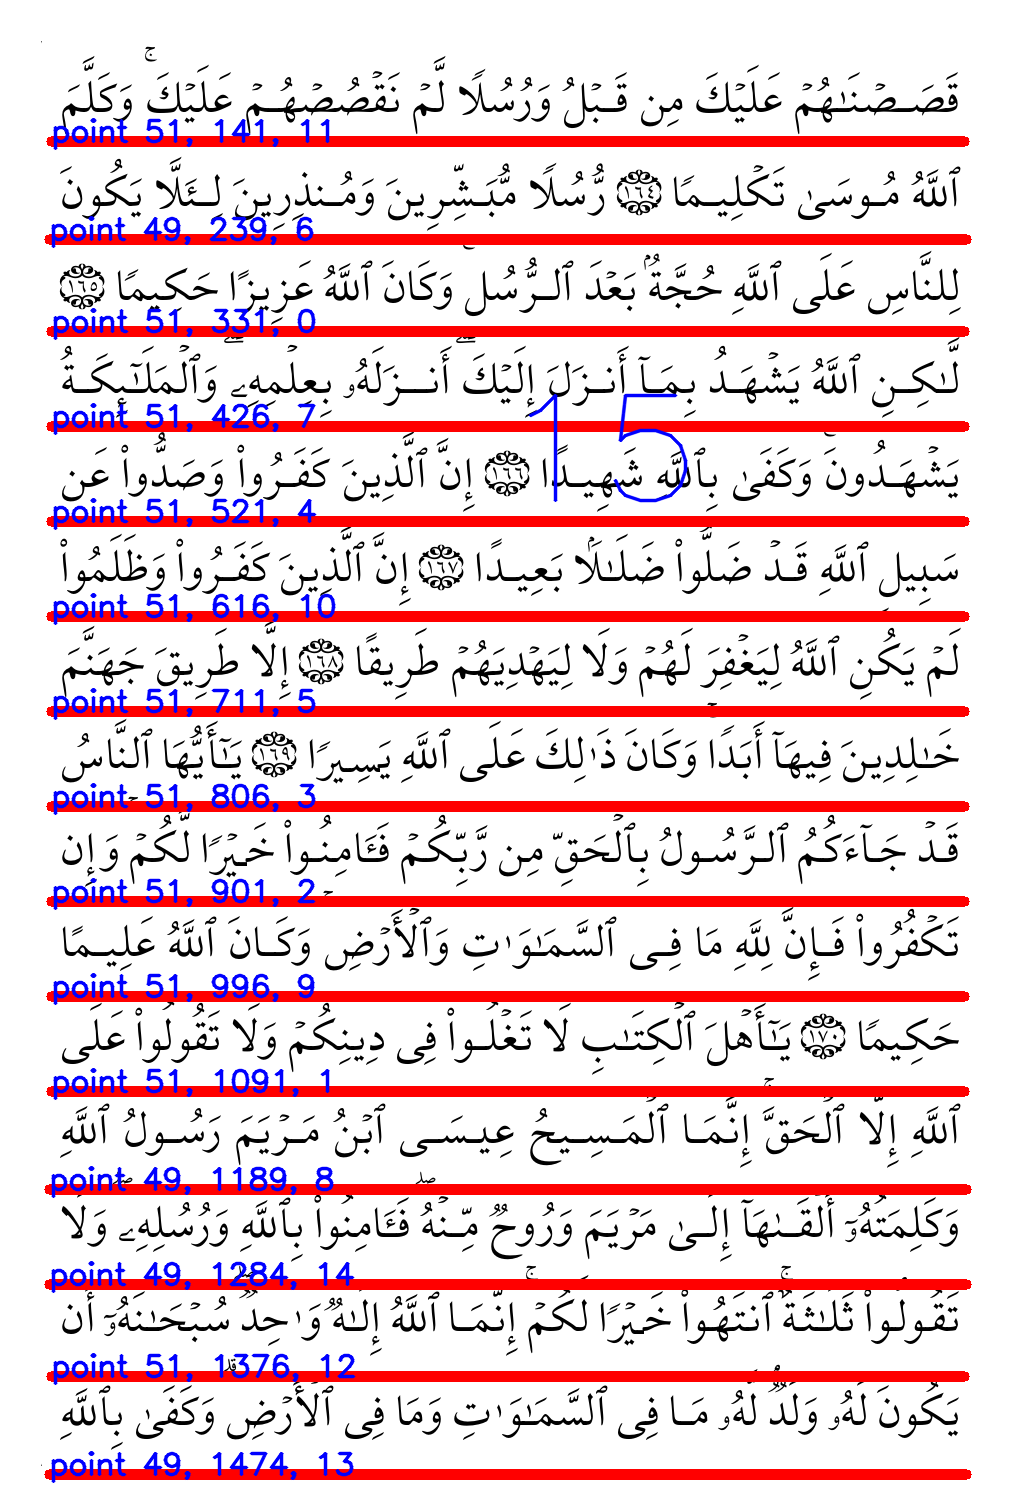 قَصَصۡنَـٰهُمۡ عَلَيۡكَ مِن قَبۡلُ وَرُسُلًا لَّمۡ نَقۡصُصۡهُمۡ عَلَيۡكَۚ وَكَلَّمَ
point 51, 141, 11
ٱللَّهُ مُوسَىٰ تَكۡلِيمًا ١٦٤ رُّسُلًا مُّبَشِّرِينَ وَمُنذِرِينَ لِئَلَّا يَكُونَ
point 49, 239, 6
لِلنَّاسِ عَلَى ٱللَّهِ حُجَّةُۢ بَعۡدَ ٱلرُّسُلِۚ وَكَانَ ٱللَّهُ عَزِيزًا حَكِيمًا ١٦٥
point 51, 331, 0
لَّـٰكِنِ ٱللَّهُ يَشۡهَدُ بِمَآ أَنزَلَ إِلَيۡكَۖ أَنزَلَهُۥ بِعِلۡمِهِۦۖ وَٱلۡمَلَـٰٓئِكَةُ
point 51, 426, 7
15
يَشۡهَدُونَۚ وَكَفَىٰ بِٱللَّهِ شَهِيدًا ١٦٦ إِنَّ ٱلَّذِينَ كَفَرُوا۟ وَصَدُّوا۟ عَن
point 51, 521, 4
سَبِيلِ ٱللَّهِ قَدۡ ضَلُّوا۟ ضَلَـٰلَۢا بَعِيدًا ١٦٧ إِنَّ ٱلَّذِينَ كَفَرُوا۟ وَظَلَمُوا۟
point 51, 616, 10
لَمۡ يَكُنِ ٱللَّهُ لِيَغۡفِرَ لَهُمۡ وَلَا لِيَهۡدِيَهُمۡ طَرِيقًا ١٦٨ إِلَّا طَرِيقَ جَهَنَّمَ
point 51, 711, 5
خَـٰلِدِينَ فِيهَآ أَبَدًاۚ وَكَانَ ذَٰلِكَ عَلَى ٱللَّهِ يَسِيرًا ١٦٩ يَـٰٓأَيُّهَا ٱلنَّاسُ
point 51, 806, 3
قَدۡ جَآءَكُمُ ٱلرَّسُولُ بِٱلۡحَقِّ مِن رَّبِّكُمۡ فَـَٔامِنُوا۟ خَيۡرًا لَّكُمۡۚ وَإِن
point 51, 901, 2
تَكۡفُرُوا۟ فَإِنَّ لِلَّهِ مَا فِى ٱلسَّمَـٰوَٰتِ وَٱلۡأَرۡضِۚ وَكَانَ ٱللَّهُ عَلِيمًا
point 51, 996, 9
حَكِيمًا ١٧٠ يَـٰٓأَهۡلَ ٱلۡكِتَـٰبِ لَا تَغۡلُوا۟ فِى دِينِكُمۡ وَلَا تَقُولُوا۟ عَلَى
point 51, 1091, 1
ٱللَّهِ إِلَّا ٱلۡحَقَّۚ إِنَّمَا ٱلۡمَسِيحُ عِيسَى ٱبۡنُ مَرۡيَمَ رَسُولُ ٱللَّهِ
point 49, 1189, 8
وَكَلِمَتُهُۥٓ أَلۡقَىٰهَآ إِلَىٰ مَرۡيَمَ وَرُوحٌ مِّنۡهُۖ فَـَٔامِنُوا۟ بِٱللَّهِ وَرُسُلِهِۦۖ وَلَا
point 49, 1284, 14
تَقُولُوا۟ ثَلَـٰثَةٌۚ ٱنتَهُوا۟ خَيۡرًا لَّكُمۡۚ إِنَّمَا ٱللَّهُ إِلَـٰهٌ وَٰحِدٌۖ سُبۡحَـٰنَهُۥٓ أَن
point 51, 1376, 12
يَكُونَ لَهُۥ وَلَدٌۘ لَّهُۥ مَا فِى ٱلسَّمَـٰوَٰتِ وَمَا فِى ٱلۡأَرۡضِۗ وَكَفَىٰ بِٱللَّهِ
point 49, 1474, 13